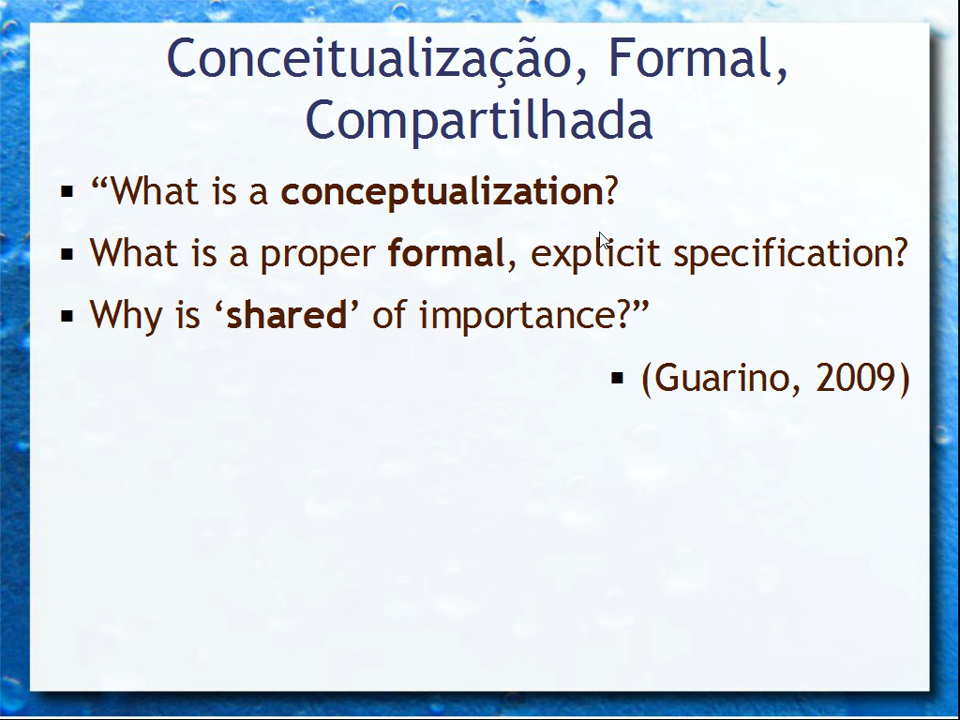 Conceitualização, Formal,
Compartilhada
“What is a conceptualization?
What is a proper formal, explicit specification?
Why is ‘shared’ of importance?”
(Guarino, 2009)